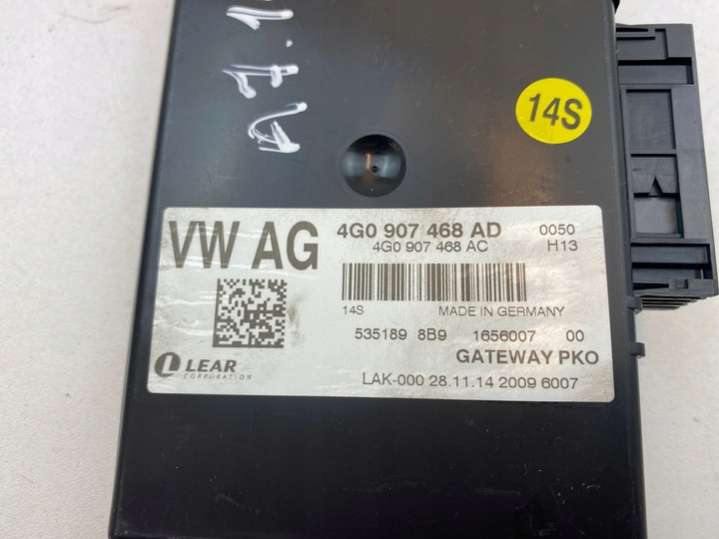 14S
VW AG
4G0 907 468 AD 0050
4G0 907 468 AC H13
14S MADE IN GERMANY
535189 8B9 1656007 00
GATEWAY PKO
LEAR
CORPORATION
LAK-000 28.11.14 2009 6007